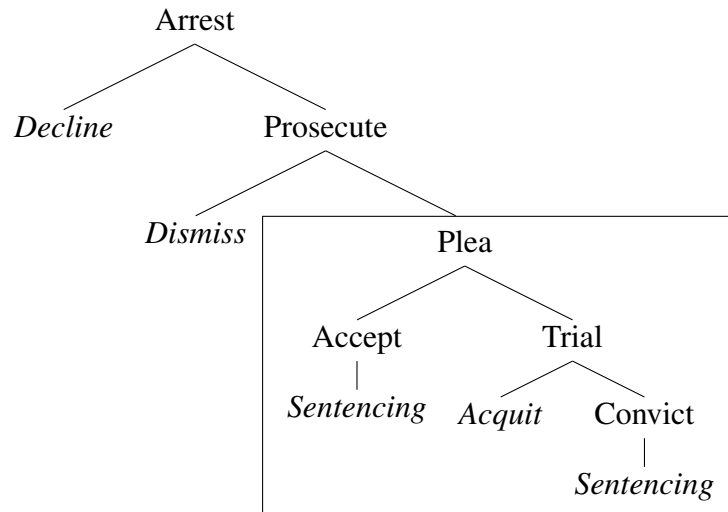 Arrest
Decline Prosecute
Dismiss Plea
Accept Trial
Sentencing Acquit Convict
Sentencing